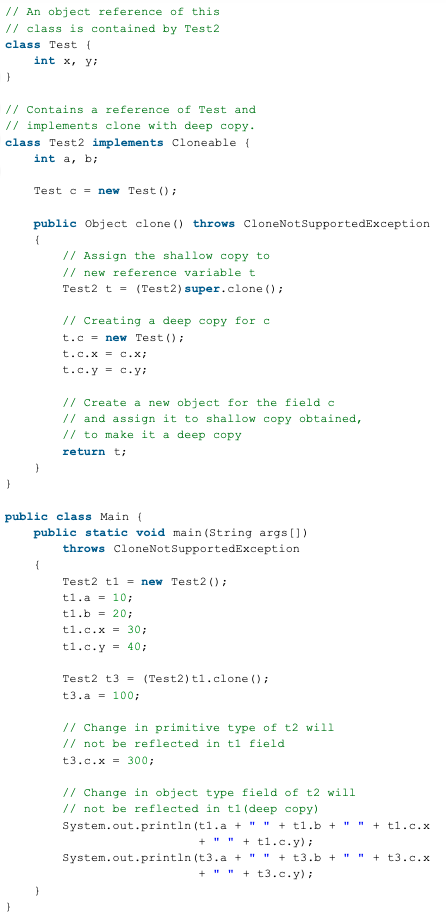 // An object reference of this
// class is contained by Test2
class Test {
    int x, y;
}

// Contains a reference of Test and
// implements clone with deep copy.
class Test2 implements Cloneable {
    int a, b;

    Test c = new Test();

    public Object clone() throws CloneNotSupportedException
    {
        // Assign the shallow copy to
        // new reference variable t
        Test2 t = (Test2)super.clone();

        // Creating a deep copy for c
        t.c = new Test();
        t.c.x = c.x;
        t.c.y = c.y;

        // Create a new object for the field c
        // and assign it to shallow copy obtained,
        // to make it a deep copy
        return t;
    }
}

public class Main {
    public static void main(String args[])
        throws CloneNotSupportedException
    {
        Test2 t1 = new Test2();
        t1.a = 10;
        t1.b = 20;
        t1.c.x = 30;
        t1.c.y = 40;

        Test2 t3 = (Test2)t1.clone();
        t3.a = 100;

        // Change in primitive type of t2 will
        // not be reflected in t1 field
        t3.c.x = 300;

        // Change in object type field of t2 will
        // not be reflected in t1(deep copy)
        System.out.println(t1.a + " " + t1.b + " " + t1.c.x
                           + " " + t1.c.y);
        System.out.println(t3.a + " " + t3.b + " " + t3.c.x
                           + " " + t3.c.y);
    }
}